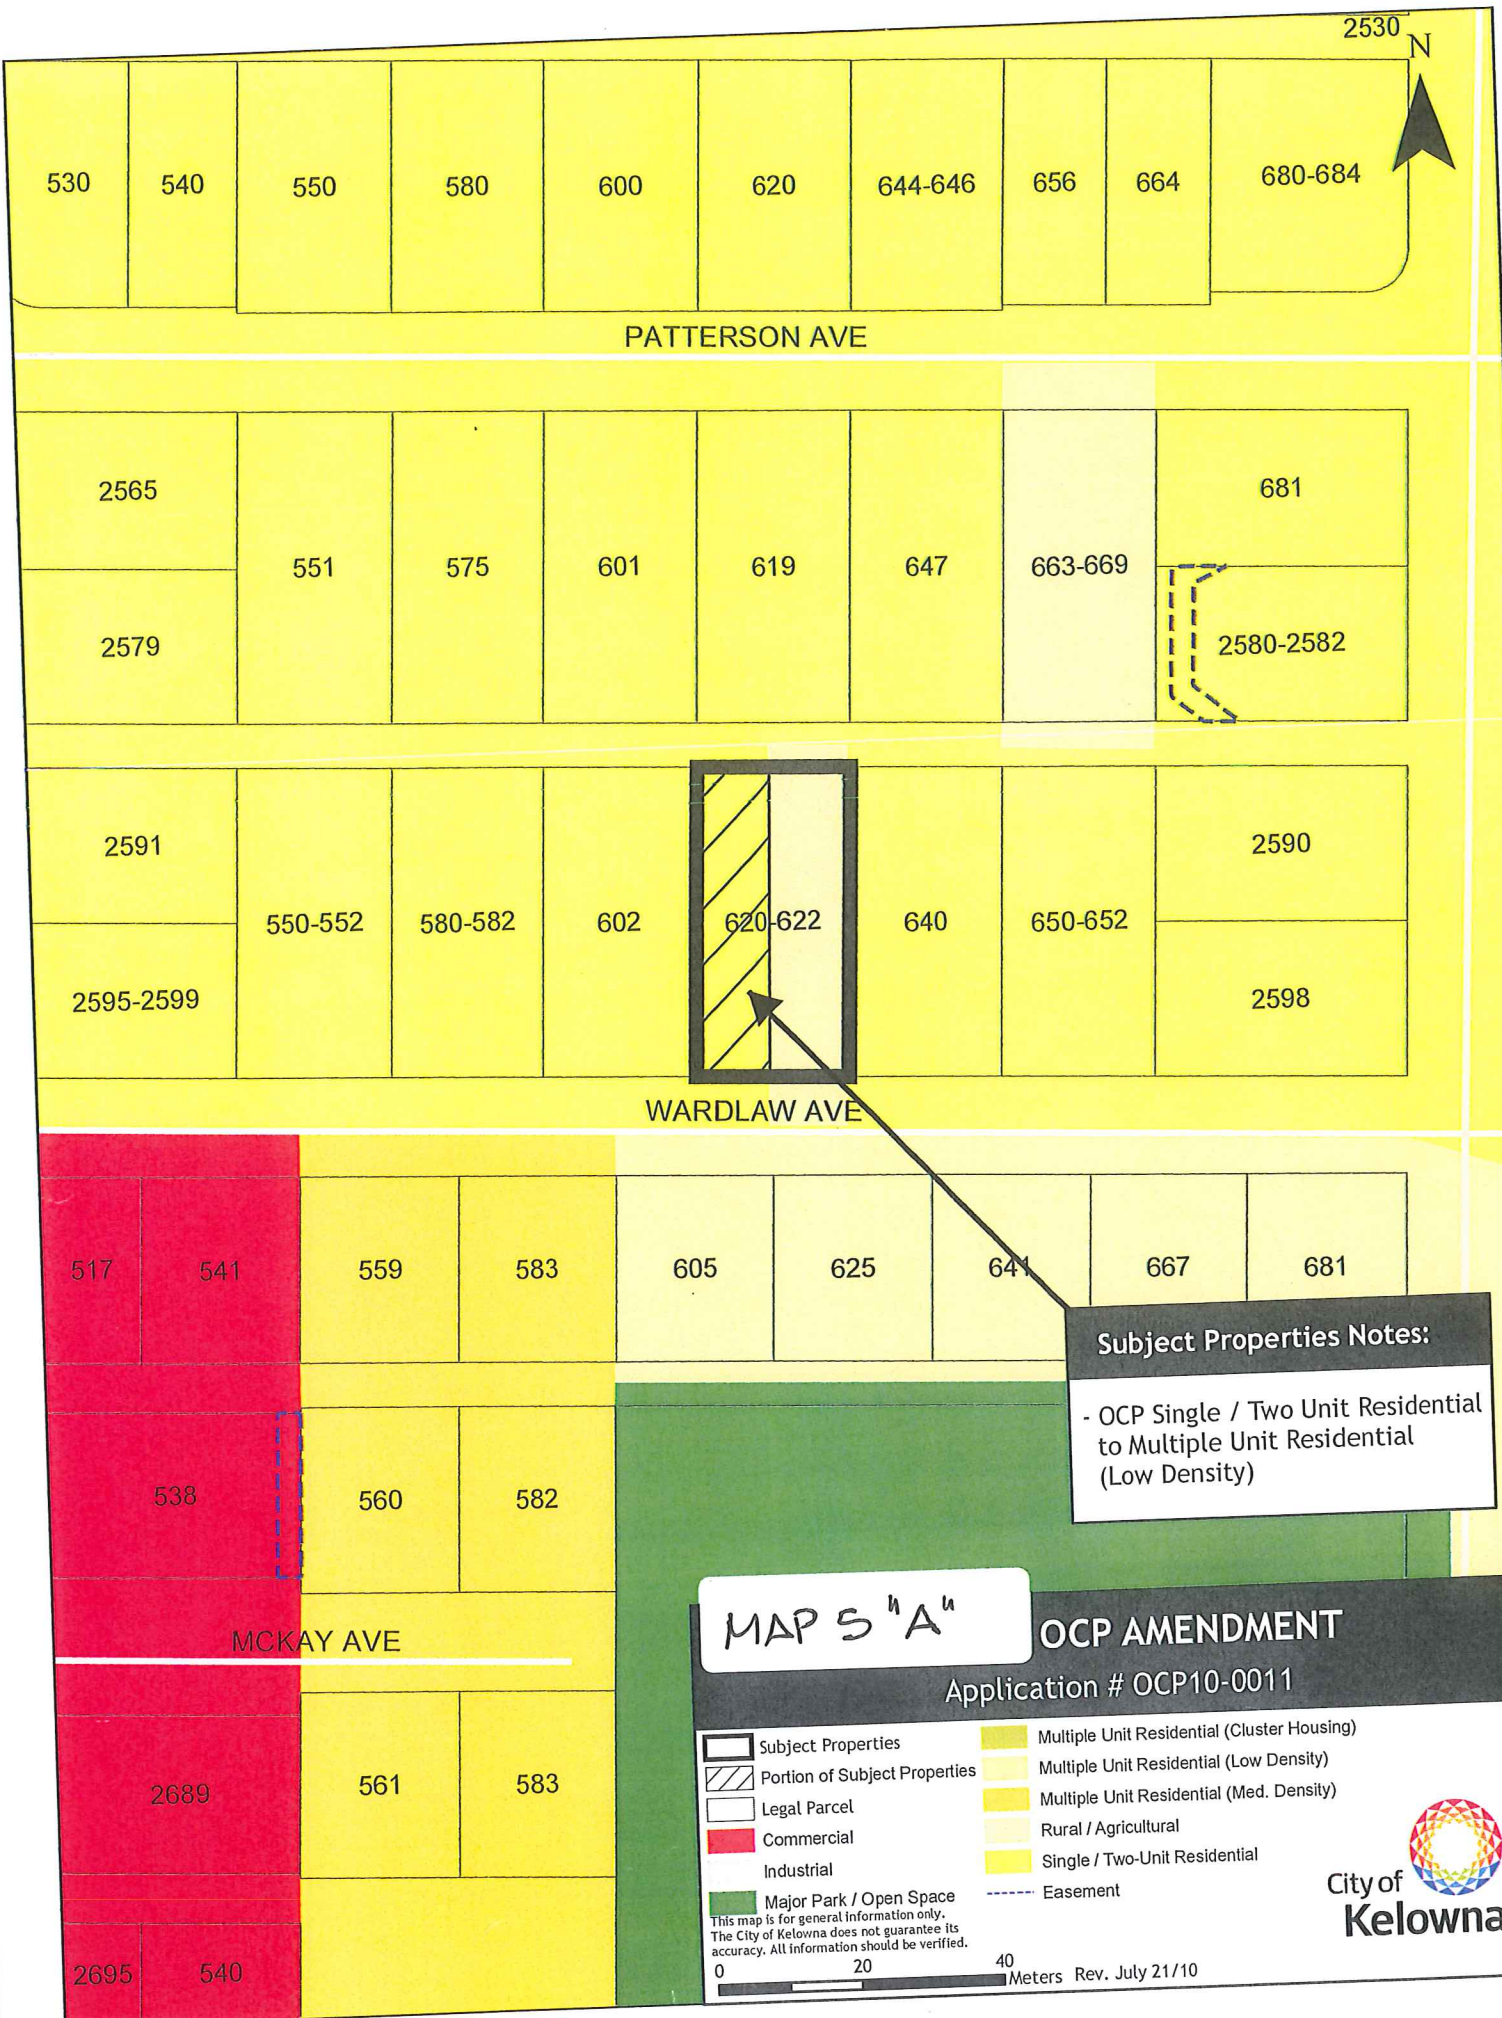 2530
N
530 540 550 580 600 620 644-646 656 664 680-684
PATTERSON AVE
2565 551 575 601 619 647 663-669 681
2579 2580-2582
2591 550-552 580-582 602 620-622 640 650-652 2590
2595-2599 2598
WARDLAW AVE
517 541 559 583 605 625 641 667 681
Subject Properties Notes:
- OCP Single / Two Unit Residential
to Multiple Unit Residential
(Low Density)
538 560 582
MCKAY AVE
2689 561 583
2695 540
MAP 5 "A"
OCP AMENDMENT
Application # OCP10-0011
Subject Properties
Portion of Subject Properties
Legal Parcel
Commercial
Industrial
Major Park / Open Space
Multiple Unit Residential (Cluster Housing)
Multiple Unit Residential (Low Density)
Multiple Unit Residential (Med. Density)
Rural / Agricultural
Single / Two-Unit Residential
Easement
This map is for general information only.
The City of Kelowna does not guarantee its
accuracy. All information should be verified.
0 20 40
Meters Rev. July 21/10
City of
Kelowna